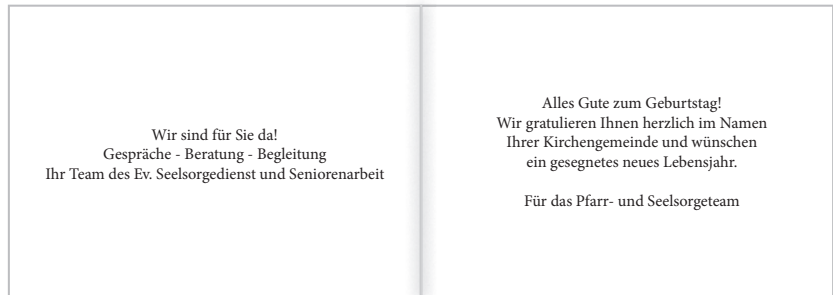 Wir sind für Sie da!
Gespräche - Beratung - Begleitung
Ihr Team des Ev. Seelsorgedienst und Seniorenarbeit
Alles Gute zum Geburtstag!
Wir gratulieren Ihnen herzlich im Namen
Ihrer Kirchengemeinde und wünschen
ein gesegnetes neues Lebensjahr.
Für das Pfarr- und Seelsorgeteam